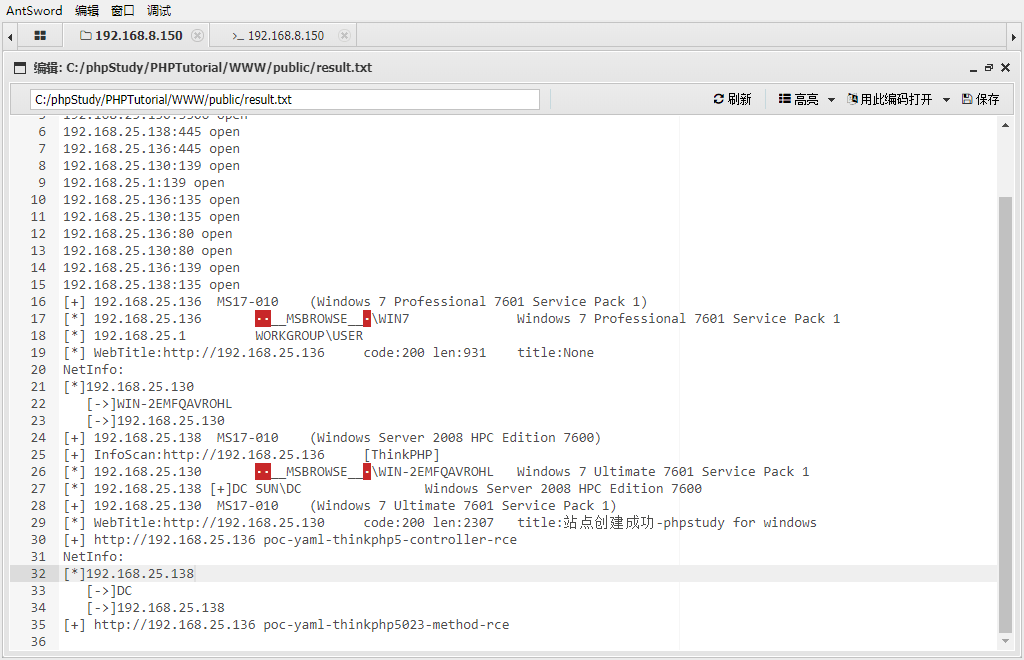 AntSword 编辑 窗口 调试
192.168.8.150 >_ 192.168.8.150
编辑: C:/phpStudy/PHPTutorial/WWW/public/result.txt
C:/phpStudy/PHPTutorial/WWW/public/result.txt 刷新 高亮 用此编码打开 保存
6 192.168.25.138:445 open
7 192.168.25.136:445 open
8 192.168.25.130:139 open
9 192.168.25.1:139 open
10 192.168.25.136:135 open
11 192.168.25.130:135 open
12 192.168.25.136:80 open
13 192.168.25.130:80 open
14 192.168.25.136:139 open
15 192.168.25.138:135 open
16 [+] 192.168.25.136 MS17-010 (Windows 7 Professional 7601 Service Pack 1)
17 [*] 192.168.25.136 ••__MSBROWSE__•\WIN7 Windows 7 Professional 7601 Service Pack 1
18 [*] 192.168.25.1 WORKGROUP\USER
19 [*] WebTitle:http://192.168.25.136 code:200 len:931 title:None
20 NetInfo:
21 [*]192.168.25.130
22 [->]WIN-2EMFQAVROHL
23 [->]192.168.25.130
24 [+] 192.168.25.138 MS17-010 (Windows Server 2008 HPC Edition 7600)
25 [+] InfoScan:http://192.168.25.136 [ThinkPHP]
26 [*] 192.168.25.130 ••__MSBROWSE__•\WIN-2EMFQAVROHL Windows 7 Ultimate 7601 Service Pack 1
27 [*] 192.168.25.138 [+]DC SUN\DC Windows Server 2008 HPC Edition 7600
28 [+] 192.168.25.130 MS17-010 (Windows 7 Ultimate 7601 Service Pack 1)
29 [*] WebTitle:http://192.168.25.130 code:200 len:2307 title:站点创建成功-phpstudy for windows
30 [+] http://192.168.25.136 poc-yaml-thinkphp5-controller-rce
31 NetInfo:
32 [*]192.168.25.138
33 [->]DC
34 [->]192.168.25.138
35 [+] http://192.168.25.136 poc-yaml-thinkphp5023-method-rce
36